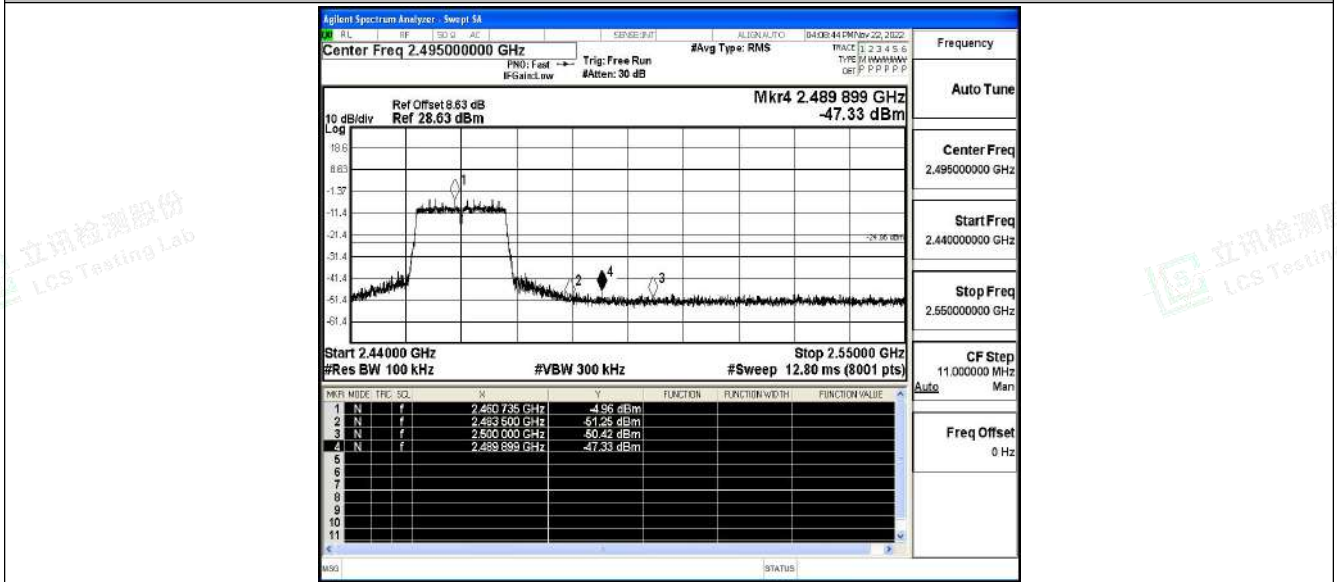 Agilent Spectrum Analyzer - Swept SA
RL RF 50 Ω AC SENSE:INT ALIGN AUTO 04:08:44 PM Nov 22, 2022
Center Freq 2.495000000 GHz
PNO: Fast
IFGain:Low
Trig: Free Run
#Atten: 30 dB
#Avg Type: RMS
TRACE 1 2 3 4 5 6
TYPE M WWWWW
DET P P P P P P
Ref Offset 8.63 dB
10 dB/div Ref 28.63 dBm
Log
Mkr4 2.489 899 GHz
-47.33 dBm
18.6
8.63
-1.37
-11.4
-21.4
-31.4
-41.4
-51.4
-61.4
1
2
4
3
Start 2.44000 GHz Stop 2.55000 GHz
#Res BW 100 kHz #VBW 300 kHz #Sweep 12.80 ms (8001 pts)
MKR MODE TRC SCL X Y FUNCTION FUNCTION WIDTH FUNCTION VALUE
1 N f 2.460 735 GHz -4.96 dBm
2 N f 2.483 500 GHz -51.25 dBm
3 N f 2.500 000 GHz -50.42 dBm
4 N f 2.489 899 GHz -47.33 dBm
5
6
7
8
9
10
11
MSG STATUS
Frequency
Auto Tune
Center Freq
2.495000000 GHz
Start Freq
2.440000000 GHz
Stop Freq
2.550000000 GHz
CF Step
11.000000 MHz
Auto Man
Freq Offset
0 Hz
立讯检测股份
LCS Testing Lab
立讯检测股
LCS Testin